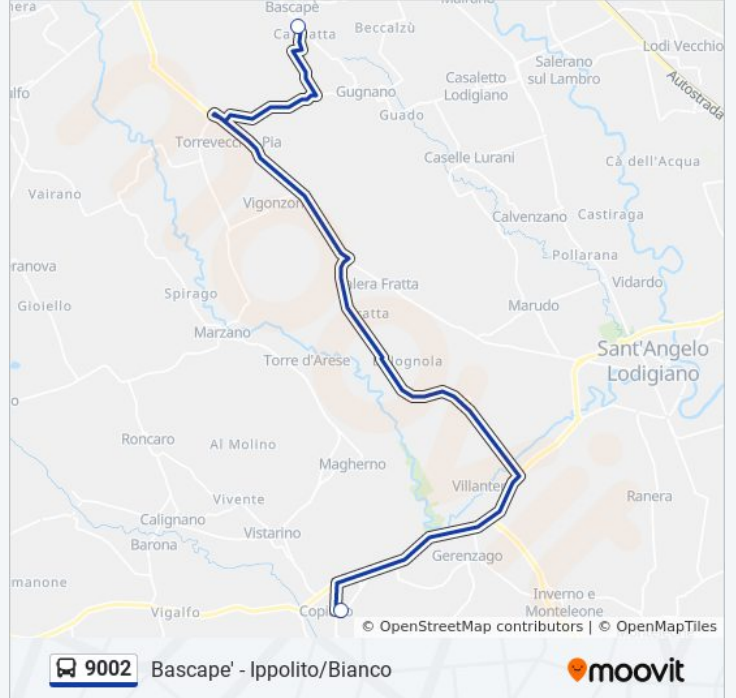 Bascapè
Beccalzù
Lodi Vecchio
Salerano
sul Lambro
Casaletto
Lodigiano
Autostrada
Gugnano
Guado
Torrevecchia Pia
Caselle Lurani
Cà dell'Acqua
Vairano
Vigonzone
Calvenzano
Castiraga
Pollarana
Vidardo
Spirago
Gioiello
Marudo
Marzano
Torre d'Arese
Sant'Angelo
Lodigiano
Roncaro
Al Molino
Magherno
Vivente
Villanterio
Ranera
Calignano
Vistarino
Barona
Gerenzago
Inverno e
Monteleone
Vigalfo
Copiano
© OpenStreetMap contributors | © OpenMapTiles
9002 Bascape' - Ippolito/Bianco
moovit